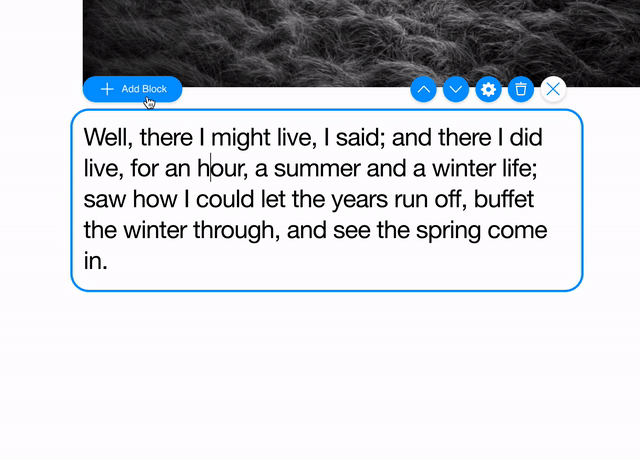 Add Block
Well, there I might live, I said; and there I did
live, for an hour, a summer and a winter life;
saw how I could let the years run off, buffet
the winter through, and see the spring come
in.